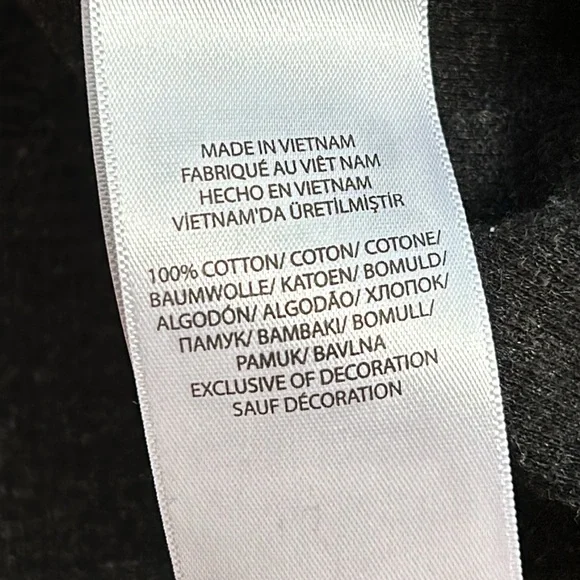 MADE IN VIETNAM
FABRIQUÉ AU VIÊT NAM
HECHO EN VIETNAM
VİETNAM'DA ÜRETİLMİŞTİR
100% COTTON/ COTON/ COTONE/
BAUMWOLLE/ KATOEN/ BOMULD/
ALGODÓN/ ALGODÃO/ ХЛОПОК/
ПАМУК/ BAMBAKI/ BOMULL/
PAMUK/ BAVLNA
EXCLUSIVE OF DECORATION
SAUF DÉCORATION